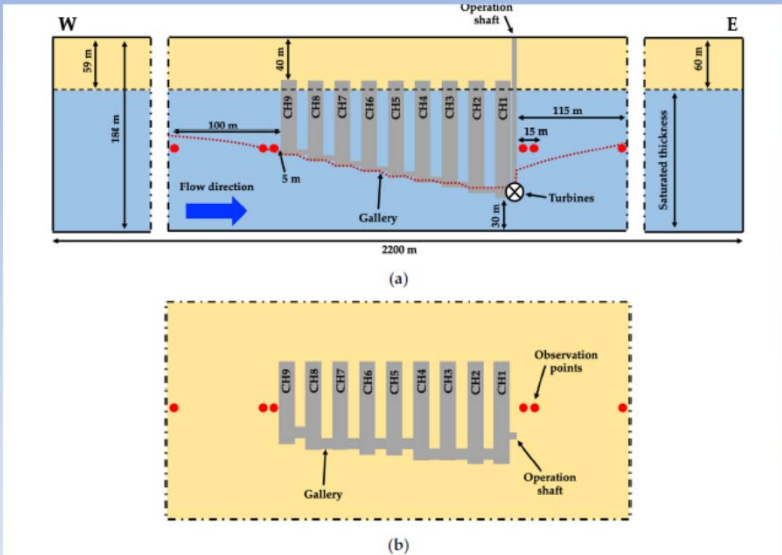 Operation
shaft
W
E
59 m
40 m
60 m
CH9
CH8
CH7
CH6
CH5
CH4
CH3
CH2
CH1
100 m
115 m
15 m
5 m
Saturated thickness
Flow direction
Gallery
Turbines
30 m
2200 m
(a)
CH9
CH8
CH7
CH6
CH5
CH4
CH3
CH2
CH1
Observation
points
Gallery
Operation
shaft
(b)